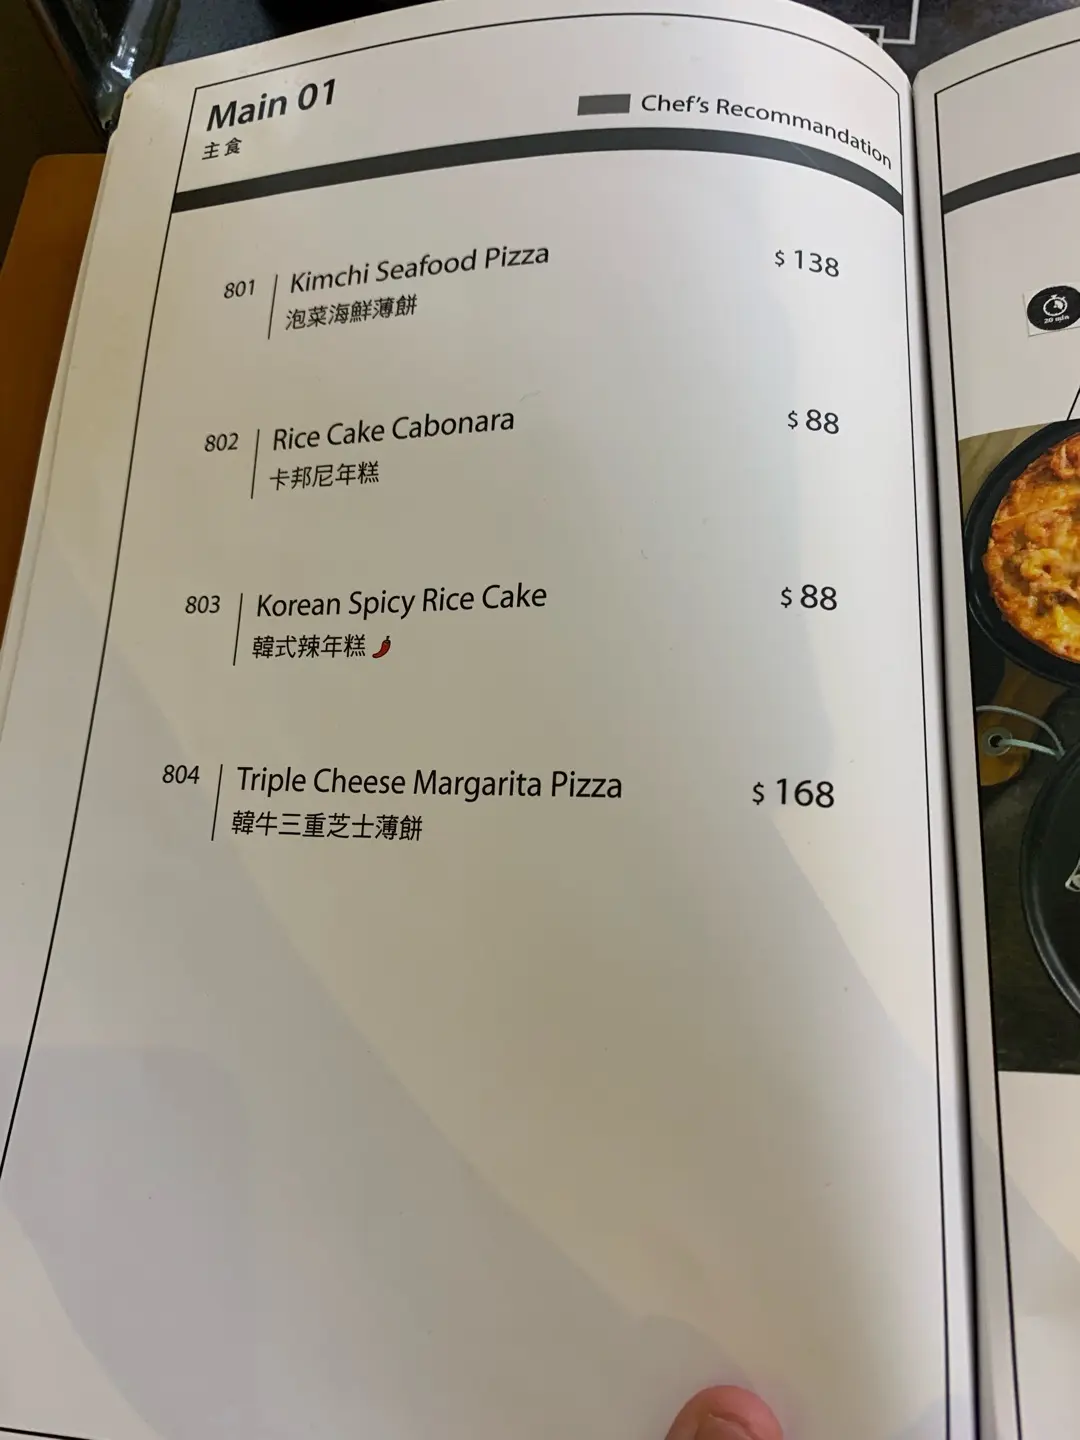 Main 01
主食
Chef's Recommandation
801
Kimchi Seafood Pizza
$ 138
泡菜海鮮薄餅
20 min
802
Rice Cake Cabonara
$ 88
卡邦尼年糕
803
Korean Spicy Rice Cake
$ 88
韓式辣年糕
804
Triple Cheese Margarita Pizza
$ 168
韓牛三重芝士薄餅